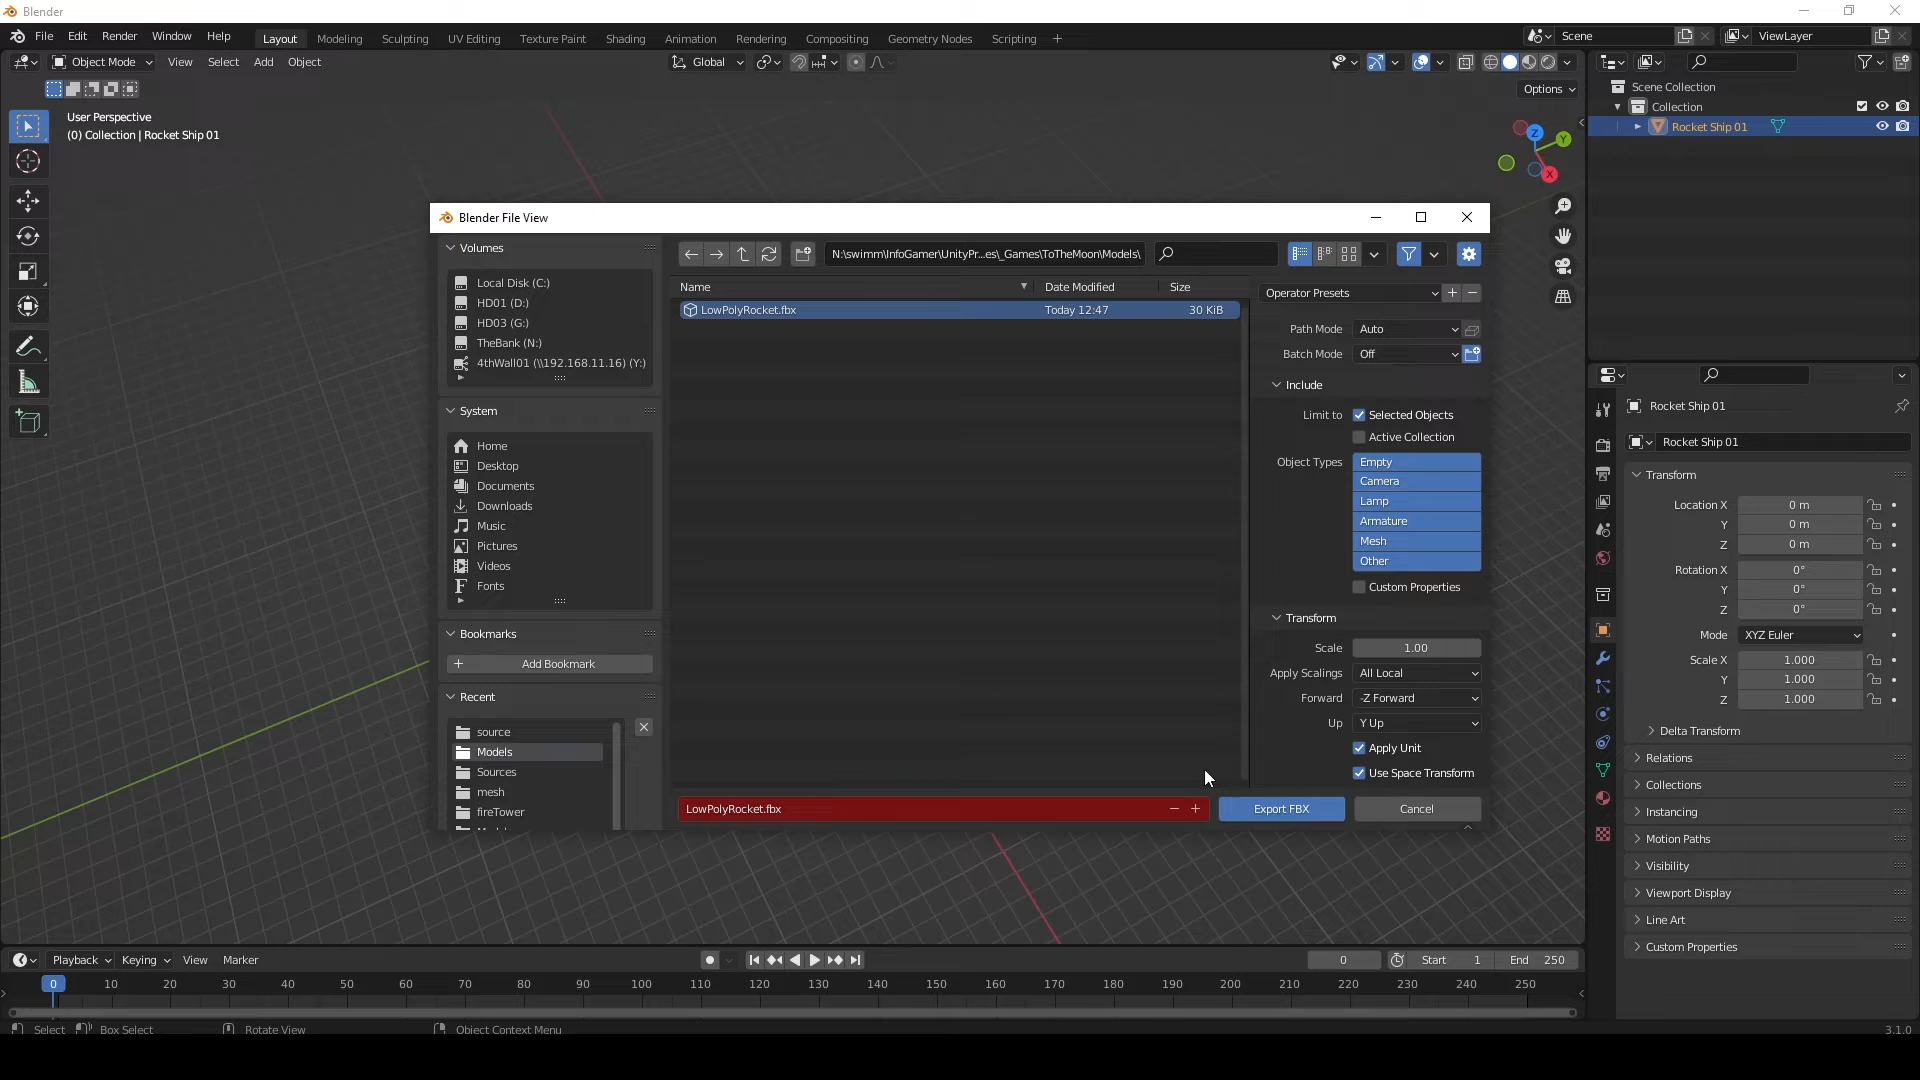 Blender
File Edit Render Window Help
Layout Modeling Sculpting UV Editing Texture Paint Shading Animation Rendering Compositing Geometry Nodes Scripting +
Scene
ViewLayer
Object Mode View Select Add Object
Global
Options
User Perspective
(0) Collection | Rocket Ship 01
Z
Y
X
Scene Collection
Collection
Rocket Ship 01
Blender File View
Volumes
Local Disk (C:)
HD01 (D:)
HD03 (G:)
TheBank (N:)
4thWall01 (\\192.168.11.16) (Y:)
System
Home
Desktop
Documents
Downloads
Music
Pictures
Videos
Fonts
Bookmarks
+ Add Bookmark
Recent
source
Models
Sources
mesh
fireTower
N:\swimm\InfoGamer\UnityPr...es\_Games\ToTheMoon\Models\
Name Date Modified Size
LowPolyRocket.fbx Today 12:47 30 KiB
Operator Presets + −
Path Mode Auto
Batch Mode Off
Include
Limit to Selected Objects
Active Collection
Object Types Empty
Camera
Lamp
Armature
Mesh
Other
Custom Properties
Transform
Scale 1.00
Apply Scalings All Local
Forward -Z Forward
Up Y Up
Apply Unit
Use Space Transform
LowPolyRocket.fbx − + Export FBX Cancel
Rocket Ship 01
Rocket Ship 01
Transform
Location X 0 m
Y 0 m
Z 0 m
Rotation X 0°
Y 0°
Z 0°
Mode XYZ Euler
Scale X 1.000
Y 1.000
Z 1.000
Delta Transform
Relations
Collections
Instancing
Motion Paths
Visibility
Viewport Display
Line Art
Custom Properties
Playback Keying View Marker
0 Start 1 End 250
0 10 20 30 40 50 60 70 80 90 100 110 120 130 140 150 160 170 180 190 200 210 220 230 240 250
Select Box Select Rotate View Object Context Menu
3.1.0